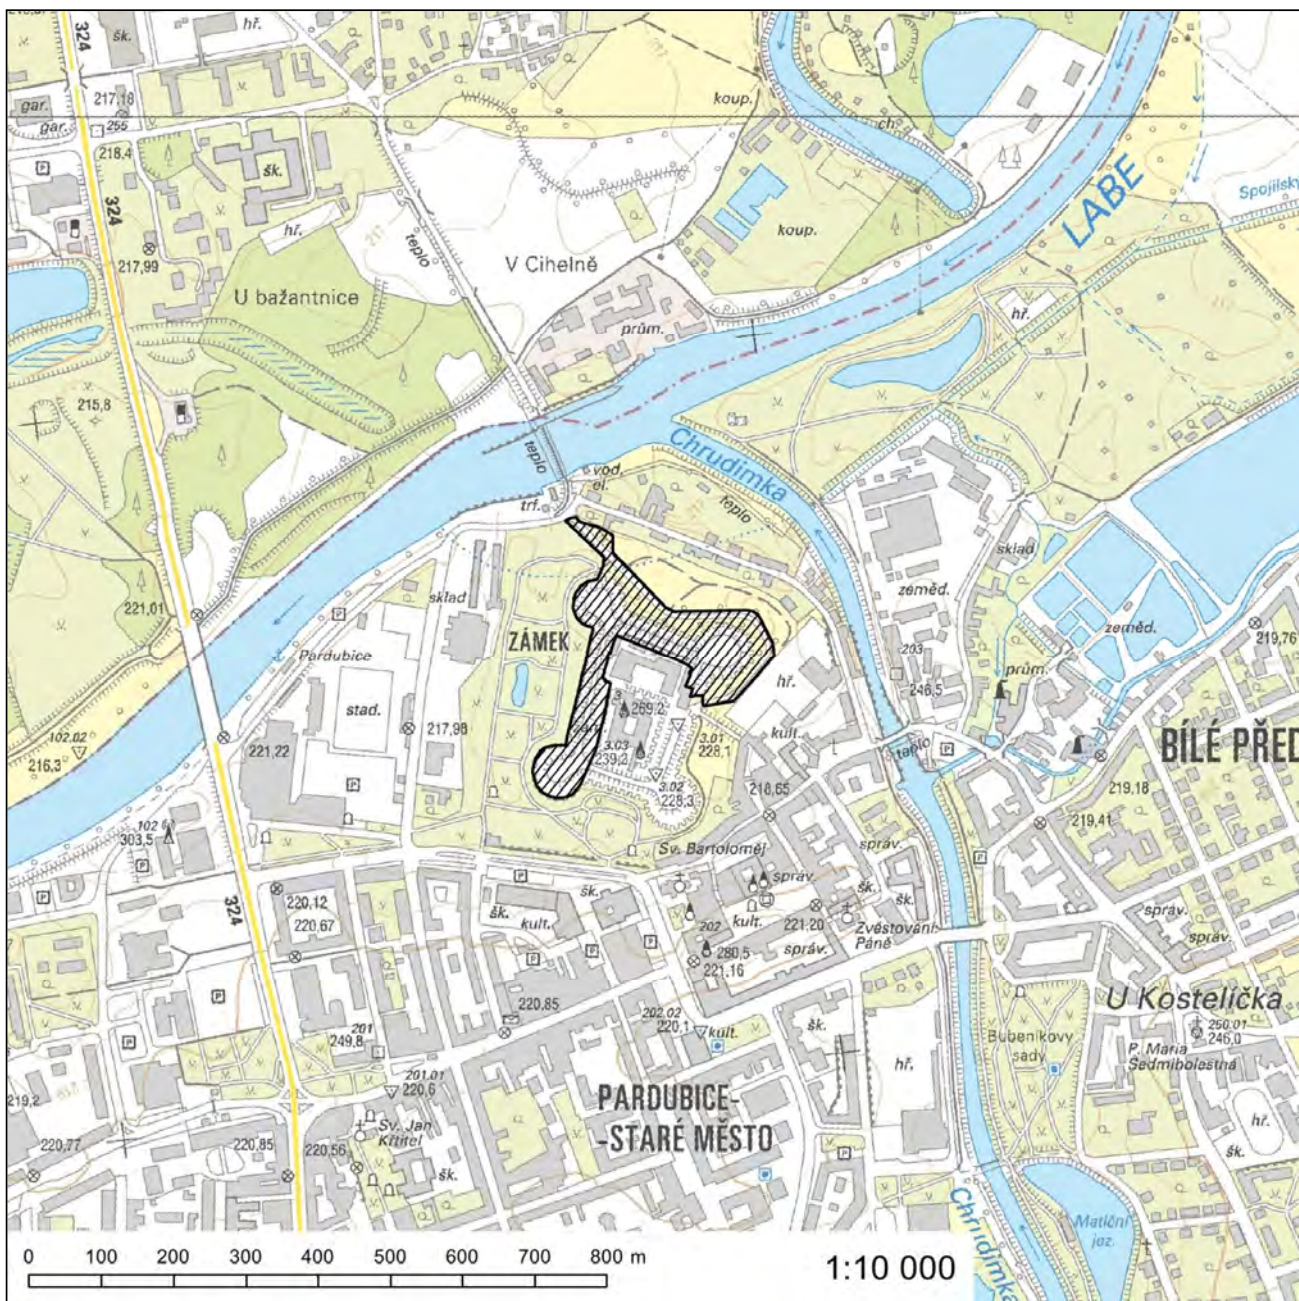 324
šk.
hř.
koup.
ch.
gar.
217,18
gar.
255
218,4
šk.
LABE
Spojilský
324
hř.
teplo
217
koup.
217,99
V Cihelně
U bažantnice
hř.
prům.
215,8
Chrudimka
teplo
vod.
el.
teplo
trf.
sklad
sklad
zeměd.
zeměd.
221,01
ZÁMEK
219,76
Pardubice
203
246,5
prům.
hř.
stad.
217,98
269,2
kult.
teplo
BÍLÉ PŘED
102.02
216,3
221,22
3.03
239,2
3.01
228,1
3.02
228,3
218,65
219,18
219,41
303,5
Sv. Bartoloměj
správ.
správ.
šk.
šk.
šk.
šk.
324
220,12
kult.
kult.
202
221,20
Zvěstování
Páně
správ.
správ.
správ.
220,67
280,5
správ.
221,16
U Kostelíčka
220,85
202.02
220,1
kult.
šk.
250.01
246,0
201
249,8
Bubeníkovy
sady
P. Maria
Sedmibolestná
hř.
201.01
220,6
219,2
PARDUBICE-
-STARÉ MĚSTO
hř.
šk.
Sv. Jan
Křtitel
220,77
220,85
220,56
šk.
Chrudimka
Matiční
jez.
0 100 200 300 400 500 600 700 800 m
1:10 000